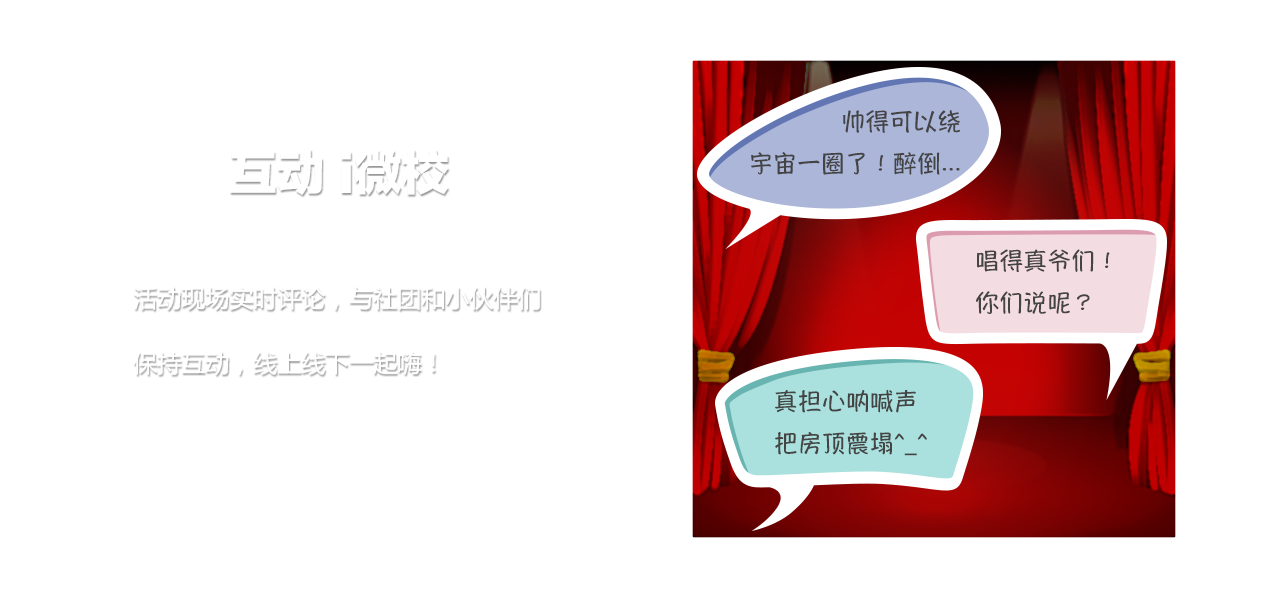 互动 i微校
活动现场实时评论，与社团和小伙伴们
保持互动，线上线下一起嗨！
帅得可以绕
宇宙一圈了！醉倒...
唱得真爷们！
你们说呢？
真担心呐喊声
把房顶震塌^_^